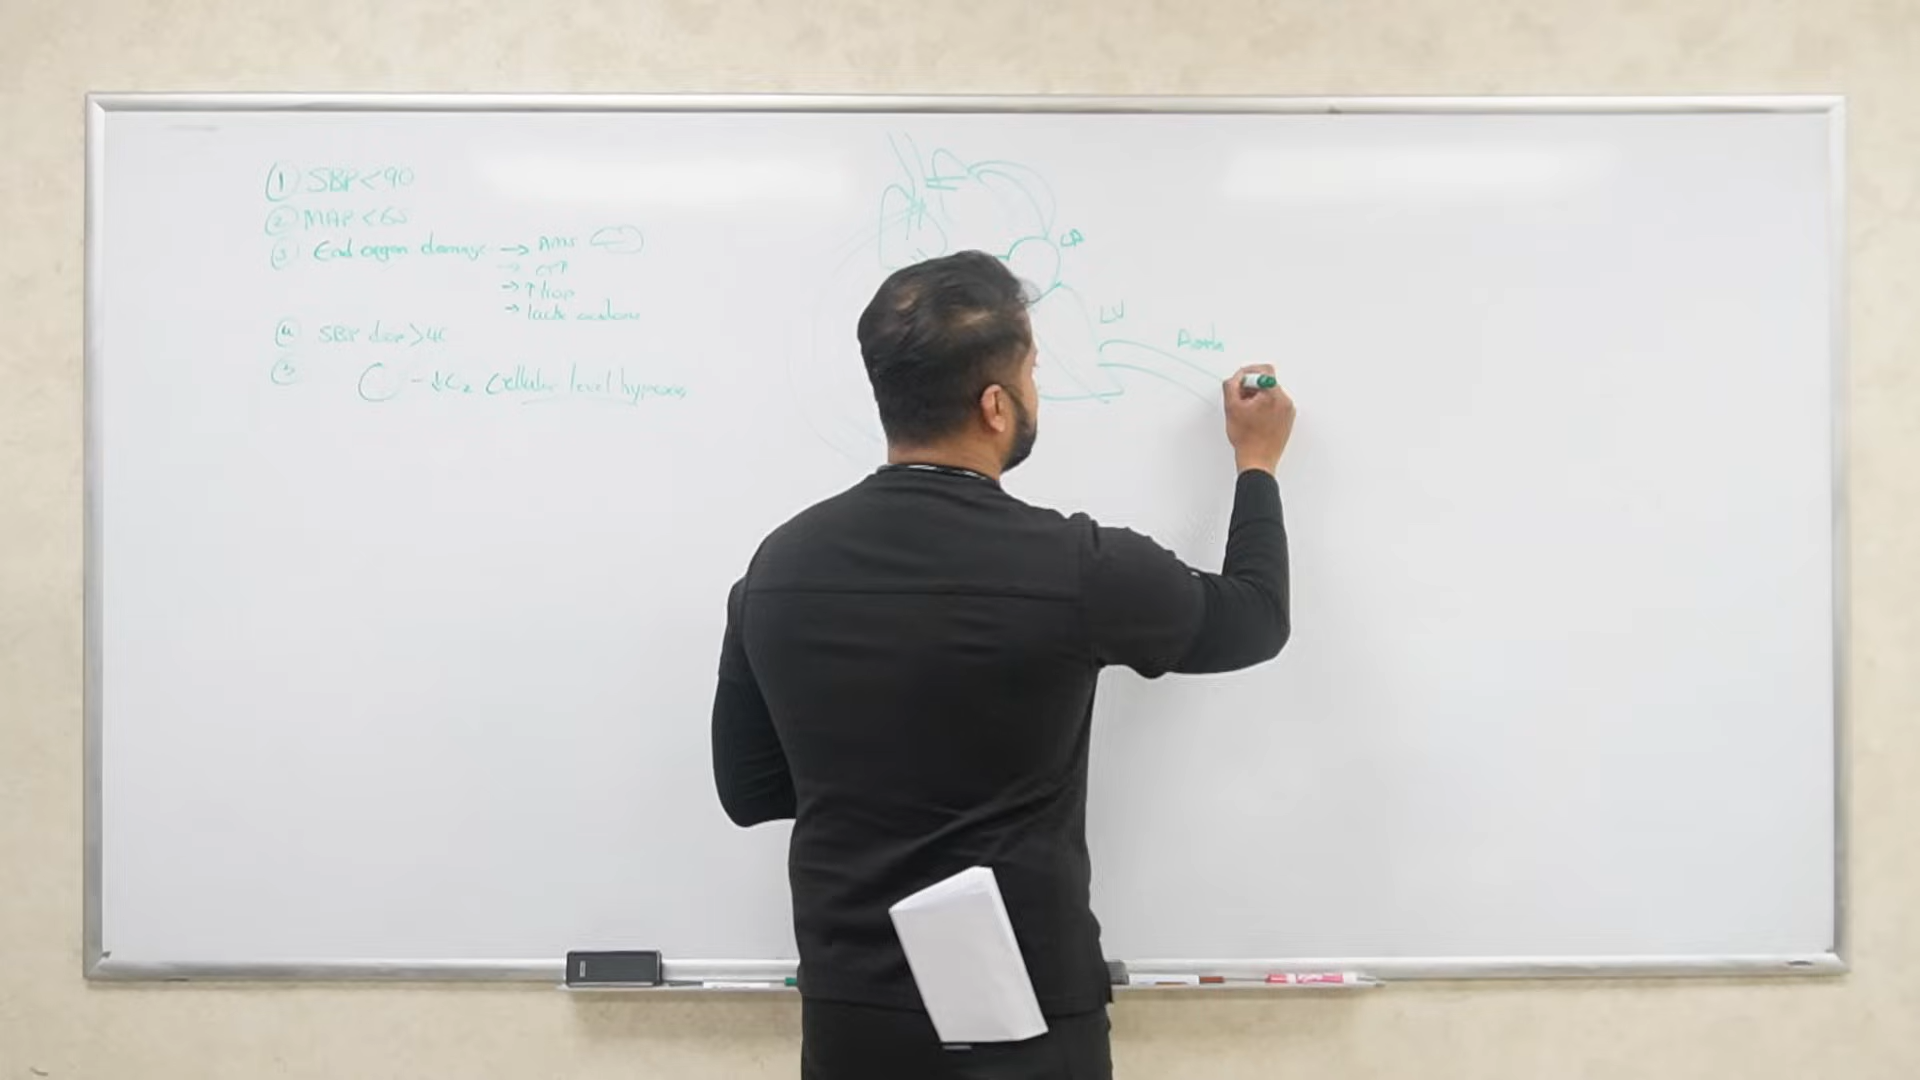 ① SBP < 90
② MAP < 65
③ End organ damage → AMS
→ ↑ trop
→ lactic acidosis
④ SBP drop > 40
- ↓ O₂ Cellular level hypoxia
LA
LV
Aorta